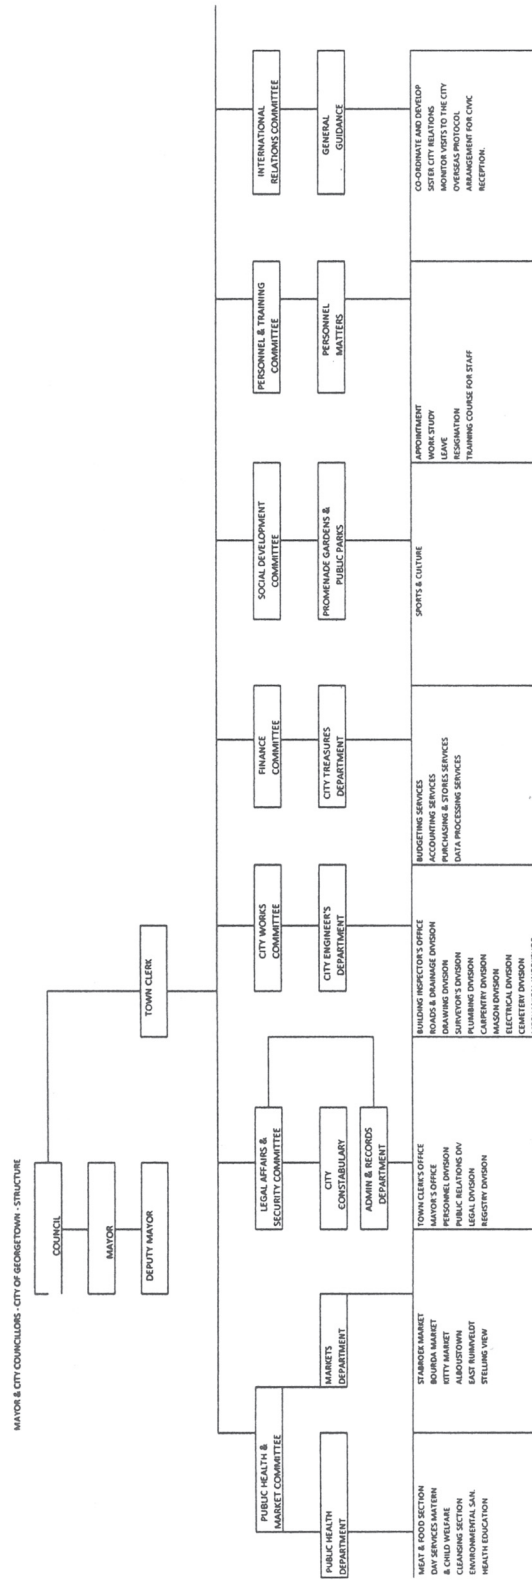 MAYOR & CITY COUNCILLORS - CITY OF GEORGETOWN - STRUCTURE
COUNCIL
MAYOR
DEPUTY MAYOR
TOWN CLERK
PUBLIC HEALTH &
MARKET COMMITTEE
LEGAL AFFAIRS &
SECURITY COMMITTEE
CITY WORKS
COMMITTEE
FINANCE
COMMITTEE
SOCIAL DEVELOPMENT
COMMITTEE
PERSONNEL & TRAINING
COMMITTEE
INTERNATIONAL
RELATIONS COMMITTEE
PUBLIC HEALTH
DEPARTMENT
MARKETS
DEPARTMENT
CITY
CONSTABULARY
ADMIN & RECORDS
DEPARTMENT
CITY ENGINEER'S
DEPARTMENT
CITY TREASURES
DEPARTMENT
PROMENADE GARDENS &
PUBLIC PARKS
PERSONNEL
MATTERS
GENERAL
GUIDANCE
MEAT & FOOD SECTION
DAY SERVICES MATERN
& CHILD WELFARE
CLEANSING SECTION
ENVIRONMENTAL SAN.
HEALTH EDUCATION
STABROEK MARKET
BOURDA MARKET
KITTY MARKET
ALBOUSTOWN
EAST RUIMVELDT
STELLING VIEW
TOWN CLERK'S OFFICE
MAYOR'S OFFICE
PERSONNEL DIVISION
PUBLIC RELATIONS DIV
LEGAL DIVISION
REGISTRY DIVISION
BUILDING INSPECTOR'S OFFICE
ROADS & DRAINAGE DIVISION
DRAWING DIVISION
SURVEYOR'S DIVISION
PLUMBING DIVISION
CARPENTRY DIVISION
MASON DIVISION
ELECTRICAL DIVISION
CEMETERY DIVISION
BUDGETING SERVICES
ACCOUNTING SERVICES
PURCHASING & STORES SERVICES
DATA PROCESSING SERVICES
SPORTS & CULTURE
APPOINTMENT
WORK STUDY
LEAVE
RESIGNATION
TRAINING COURSE FOR STAFF
CO-ORDINATE AND DEVELOP
SISTER CITY RELATIONS
MONITOR VISITS TO THE CITY
OVERSEAS PROTOCOL
ARRANGEMENT FOR CIVIC
RECEPTION.